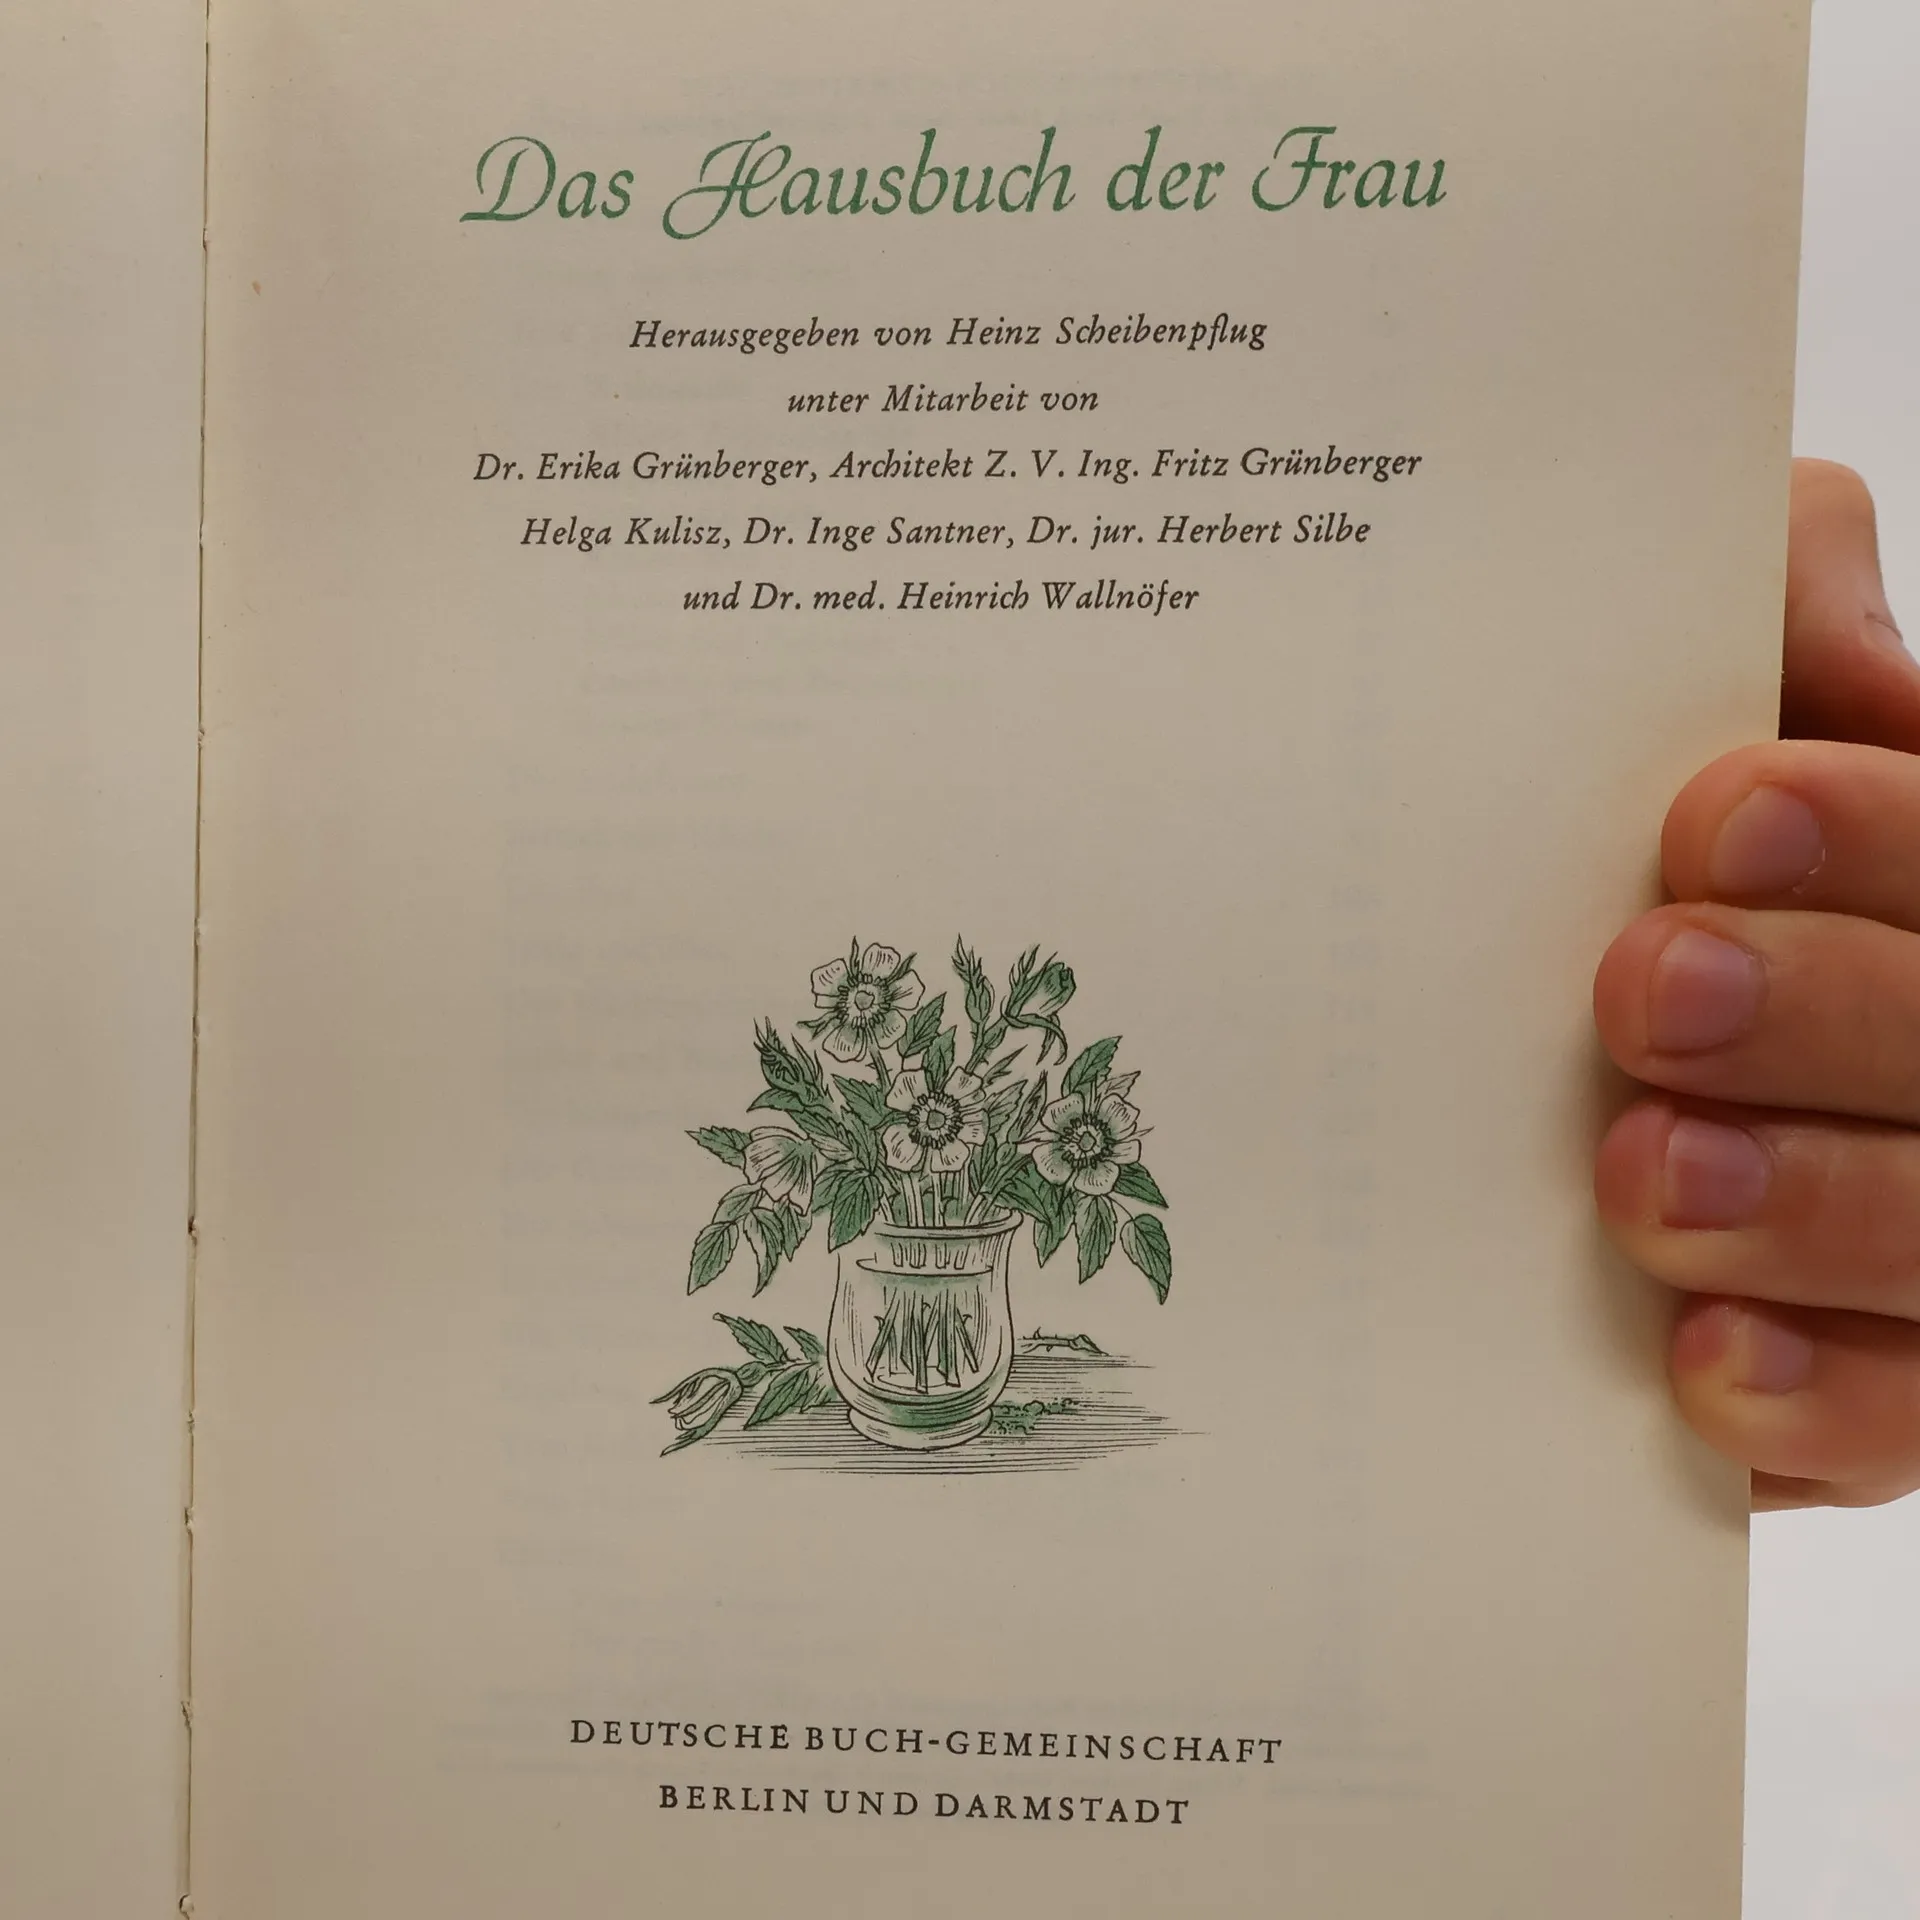 Das Hausbuch der Frau
Herausgegeben von Heinz Scheibenpflug
unter Mitarbeit von
Dr. Erika Grünberger, Architekt Z. V. Ing. Fritz Grünberger
Helga Kulisz, Dr. Inge Santner, Dr. jur. Herbert Silbe
und Dr. med. Heinrich Wallnöfer
DEUTSCHE BUCH-GEMEINSCHAFT
BERLIN UND DARMSTADT